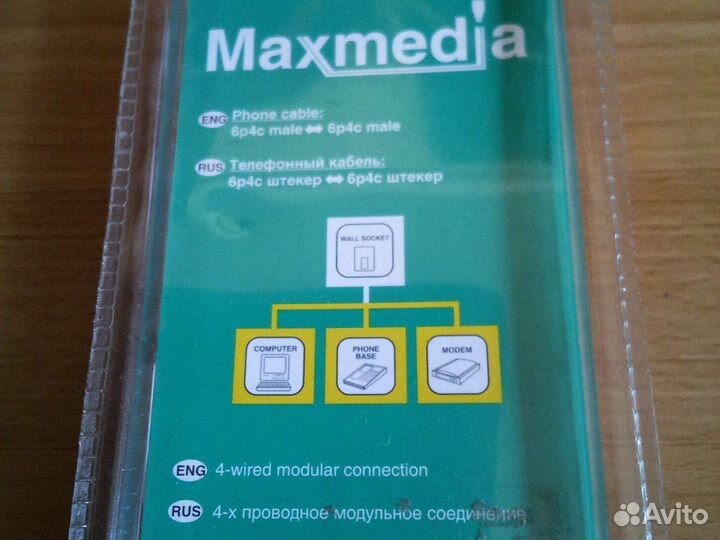 Maxmedia
ENG Phone cable:
6p4c male ⬌ 6p4c male
RUS Телефонный кабель:
6p4c штекер ⬌ 6p4c штекер
WALL SOCKET
COMPUTER
PHONE BASE
MODEM
ENG 4-wired modular connection
RUS 4-х проводное модульное соединение
Avito